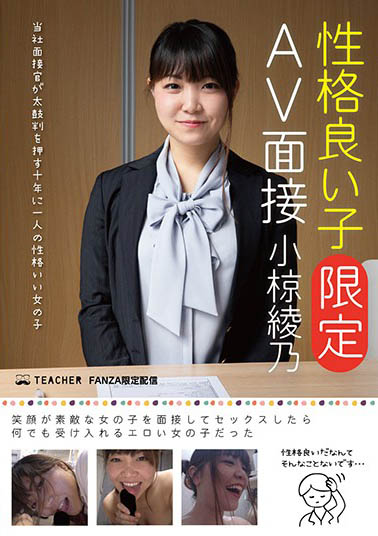 性格良い子限定
AV面接 小椋綾乃
当社面接官が太鼓判を押す十年に一人の性格いい女の子
TEACHER FANZA限定配信
笑顔が素敵な女の子を面接してセックスしたら
何でも受け入れるエロい女の子だった
性格良いだなんて
そんなことないです…